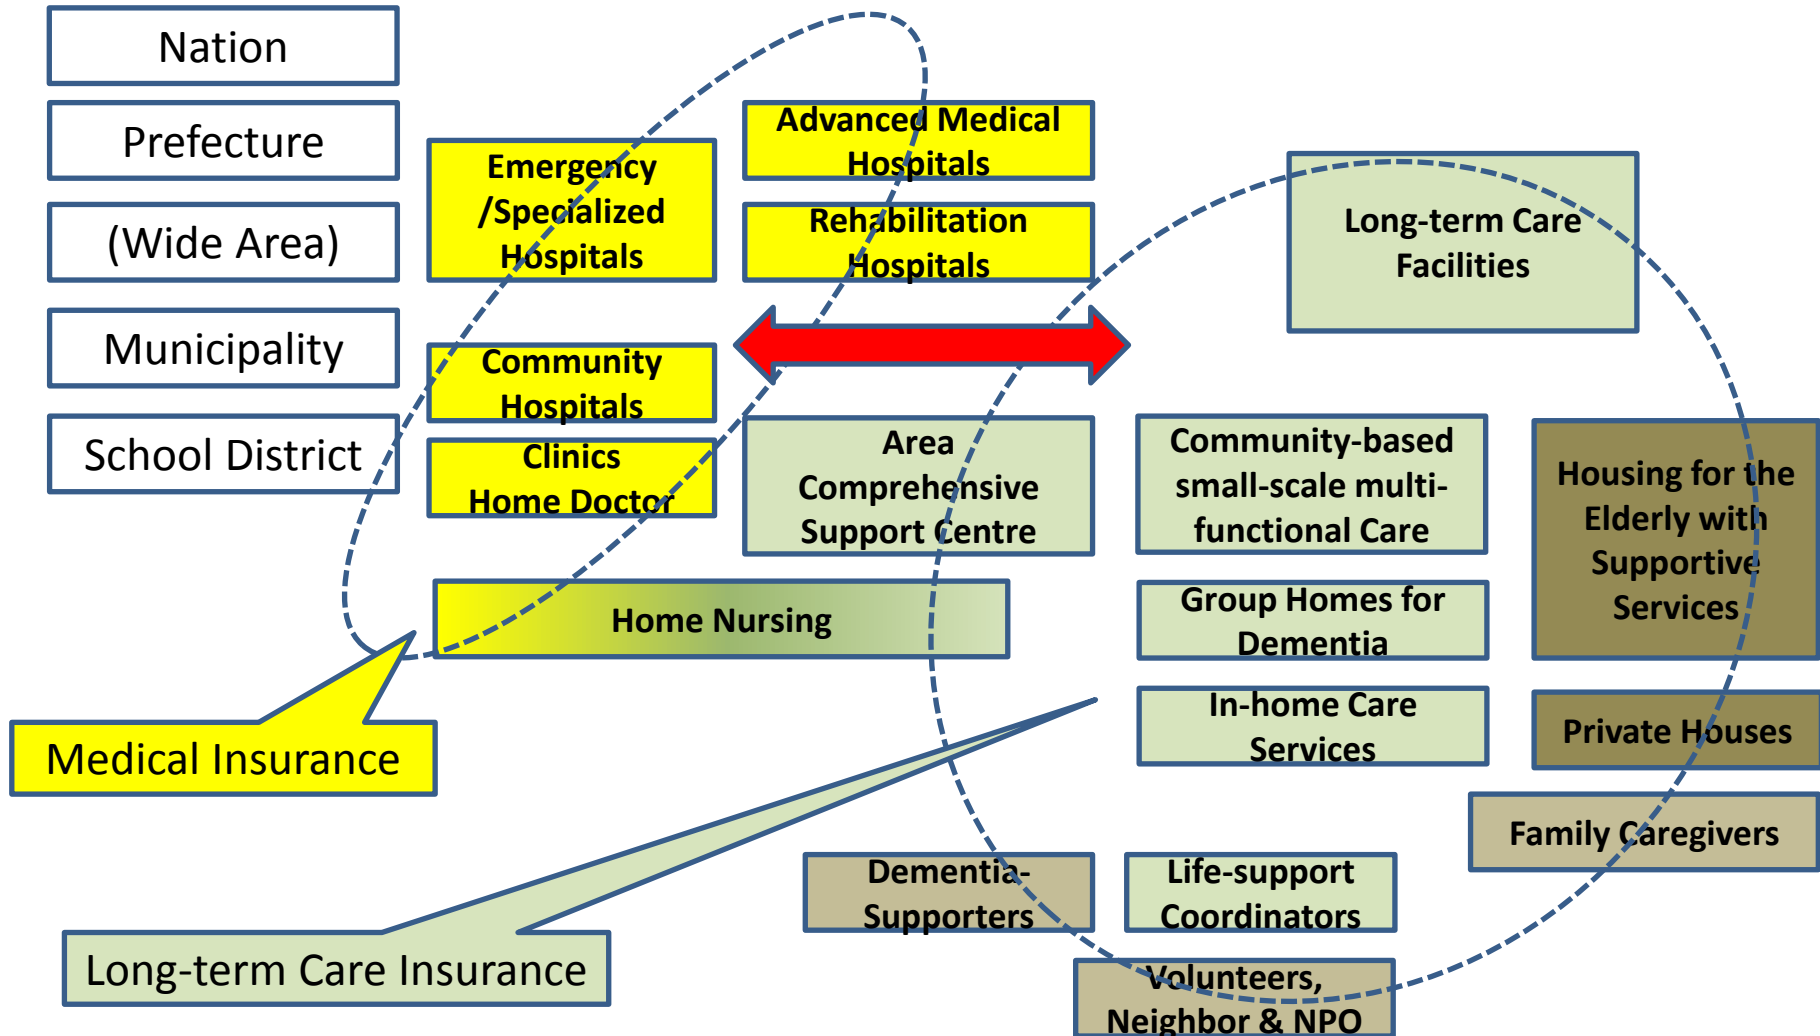 Nation
Prefecture
(Wide Area)
Municipality
School District
Emergency
/Specialized
Hospitals
Advanced Medical
Hospitals
Rehabilitation
Hospitals
Community
Hospitals
Clinics
Home Doctor
Area
Comprehensive
Support Centre
Home Nursing
Long-term Care
Facilities
Community-based
small-scale multi-
functional Care
Group Homes for
Dementia
In-home Care
Services
Housing for the
Elderly with
Supportive
Services
Private Houses
Family Caregivers
Medical Insurance
Long-term Care Insurance
Dementia-
Supporters
Life-support
Coordinators
Volunteers,
Neighbor & NPO